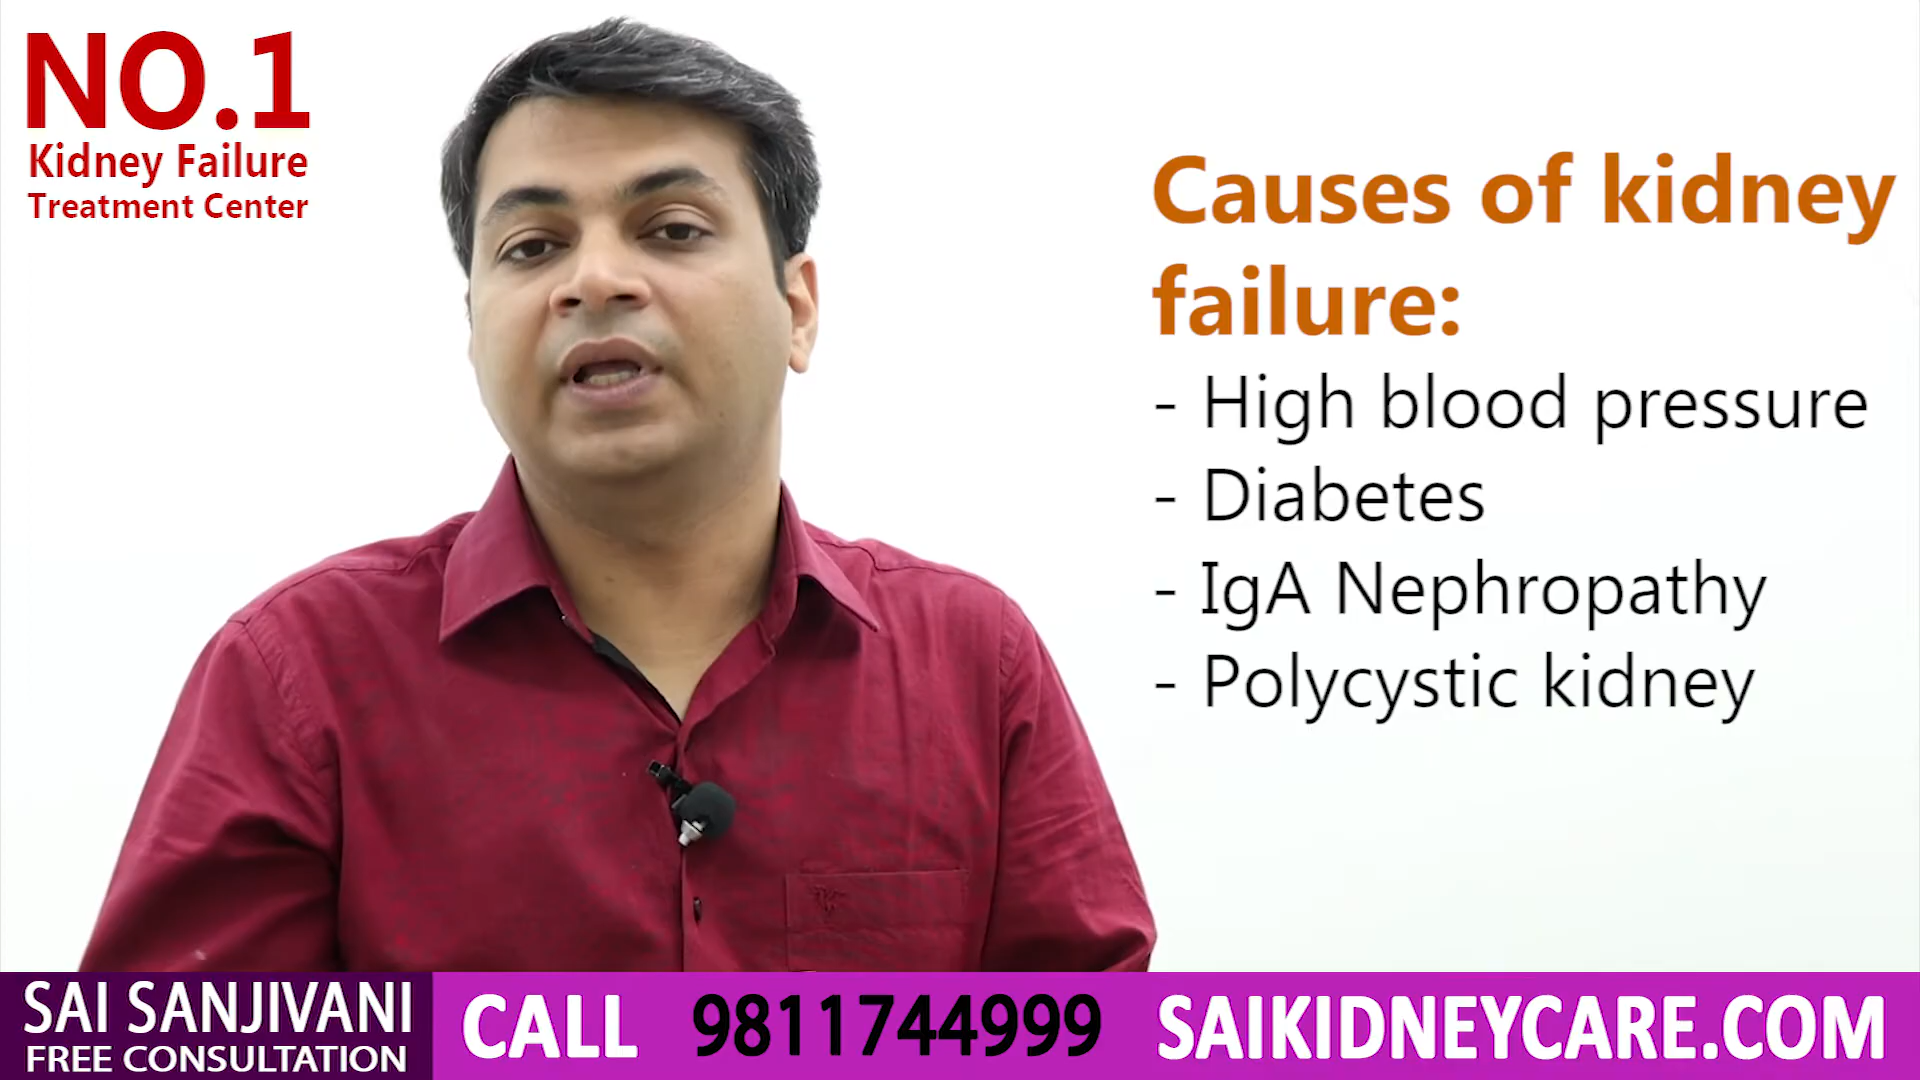 NO.1
Kidney Failure
Treatment Center
Causes of kidney
failure:
- High blood pressure
- Diabetes
- IgA Nephropathy
- Polycystic kidney
SAI SANJIVANI
FREE CONSULTATION
CALL 9811744999 SAIKIDNEYCARE.COM